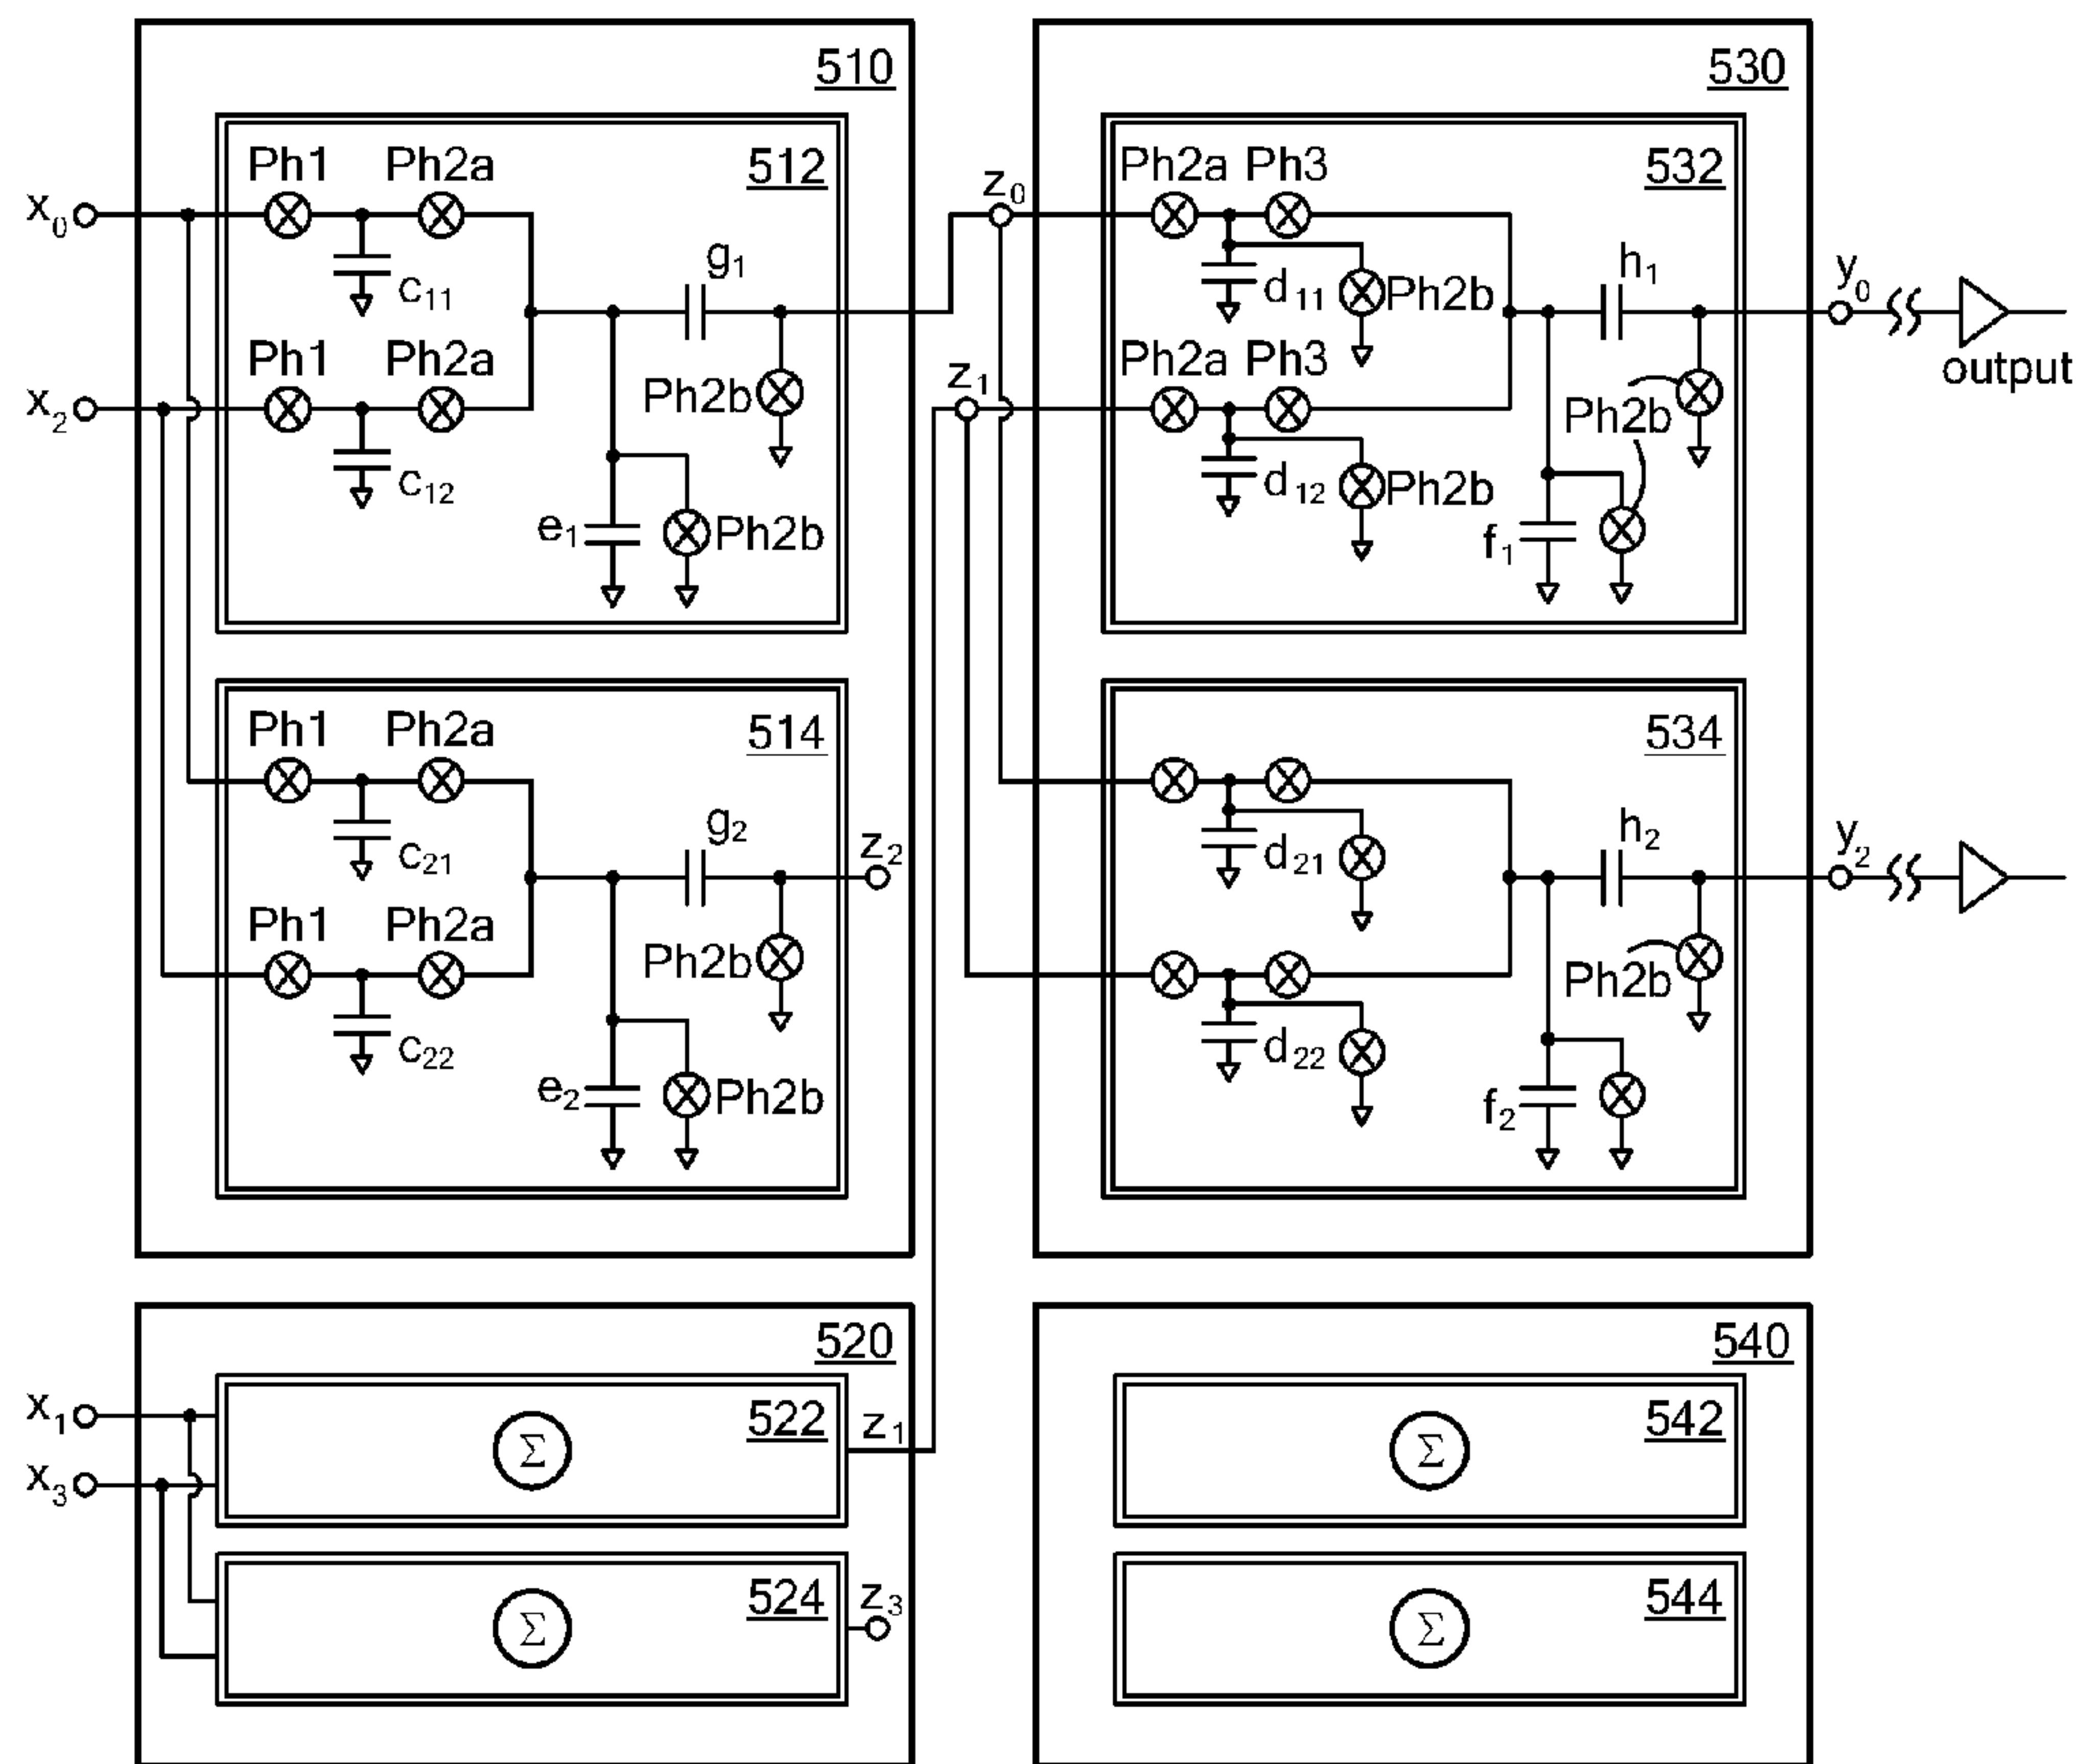 510
530
Ph1 Ph2a 512
Ph2a Ph3 532
x0
z0
g1
h1
y0
c11
d11 Ph2b
output
Ph1 Ph2a
Ph2a Ph3
x2
Ph2b
z1
Ph2b
c12
d12 Ph2b
e1 Ph2b
f1
Ph1 Ph2a 514
534
g2
z2
h2
y2
c21
d21
Ph1 Ph2a
Ph2b
Ph2b
c22
d22
e2 Ph2b
f2
520
540
x1
522 z1
Σ
542
Σ
x3
524 z3
Σ
544
Σ